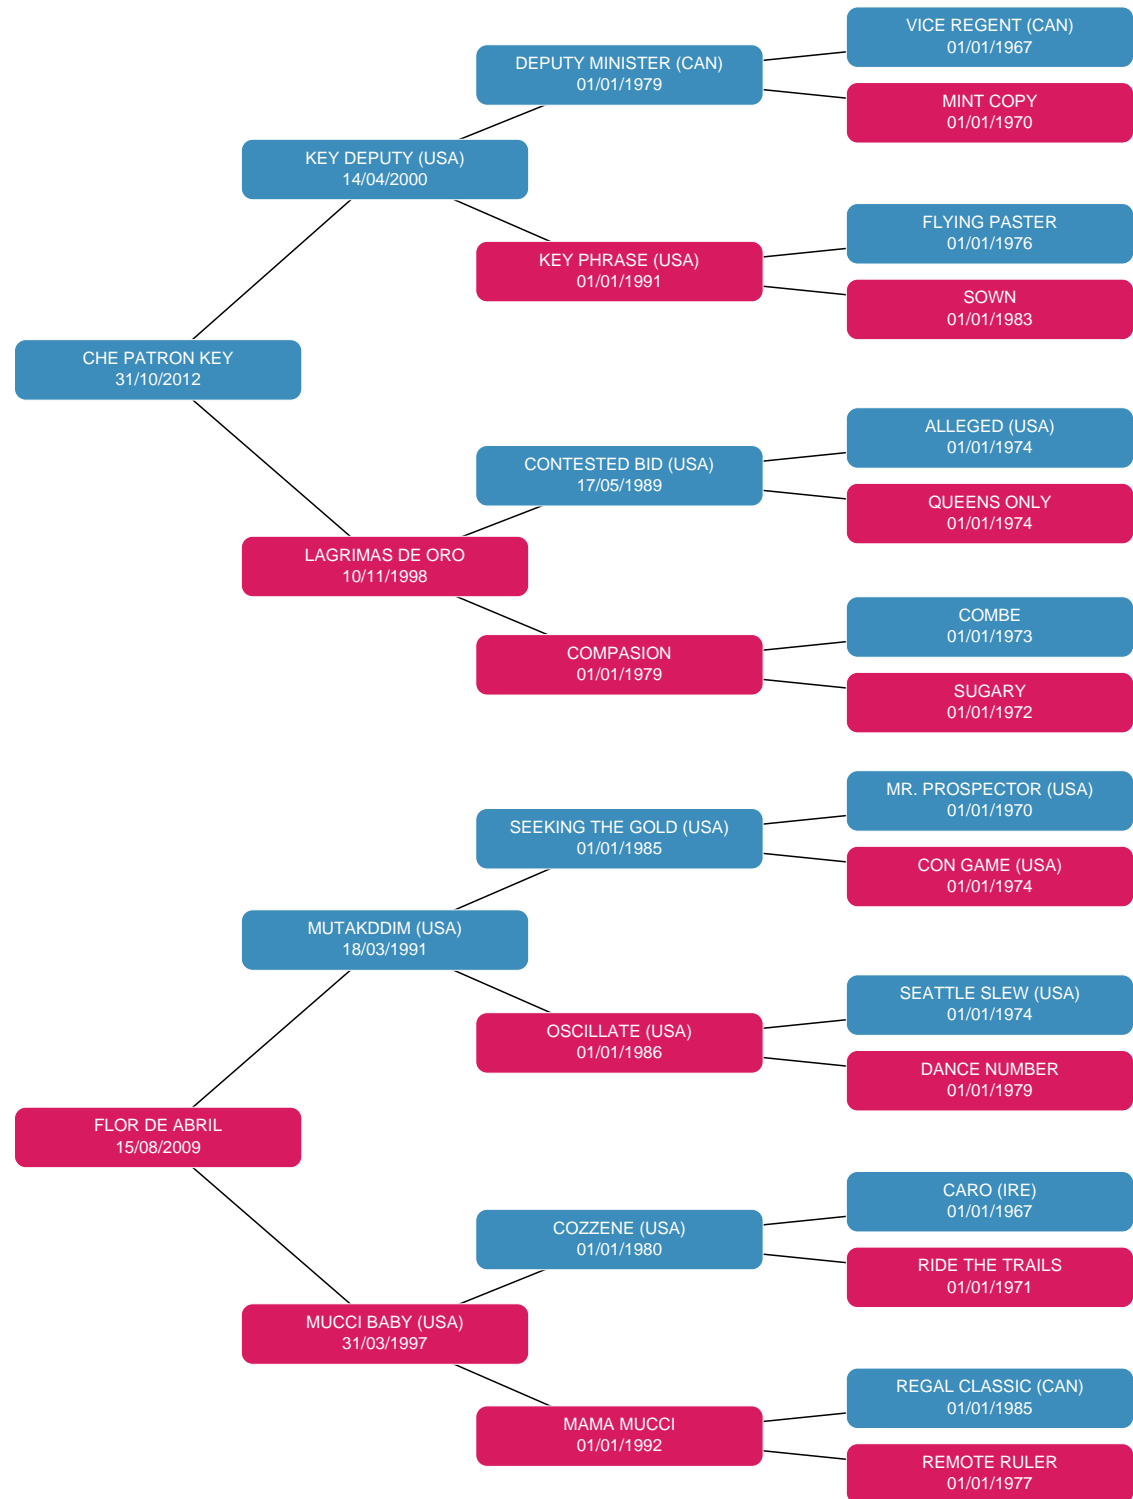 VICE REGENT (CAN)
01/01/1967
DEPUTY MINISTER (CAN)
01/01/1979
MINT COPY
01/01/1970
KEY DEPUTY (USA)
14/04/2000
FLYING PASTER
01/01/1976
KEY PHRASE (USA)
01/01/1991
SOWN
01/01/1983
CHE PATRON KEY
31/10/2012
ALLEGED (USA)
01/01/1974
CONTESTED BID (USA)
17/05/1989
QUEENS ONLY
01/01/1974
LAGRIMAS DE ORO
10/11/1998
COMBE
01/01/1973
COMPASION
01/01/1979
SUGARY
01/01/1972
MR. PROSPECTOR (USA)
01/01/1970
SEEKING THE GOLD (USA)
01/01/1985
CON GAME (USA)
01/01/1974
MUTAKDDIM (USA)
18/03/1991
SEATTLE SLEW (USA)
01/01/1974
OSCILLATE (USA)
01/01/1986
DANCE NUMBER
01/01/1979
FLOR DE ABRIL
15/08/2009
CARO (IRE)
01/01/1967
COZZENE (USA)
01/01/1980
RIDE THE TRAILS
01/01/1971
MUCCI BABY (USA)
31/03/1997
REGAL CLASSIC (CAN)
01/01/1985
MAMA MUCCI
01/01/1992
REMOTE RULER
01/01/1977